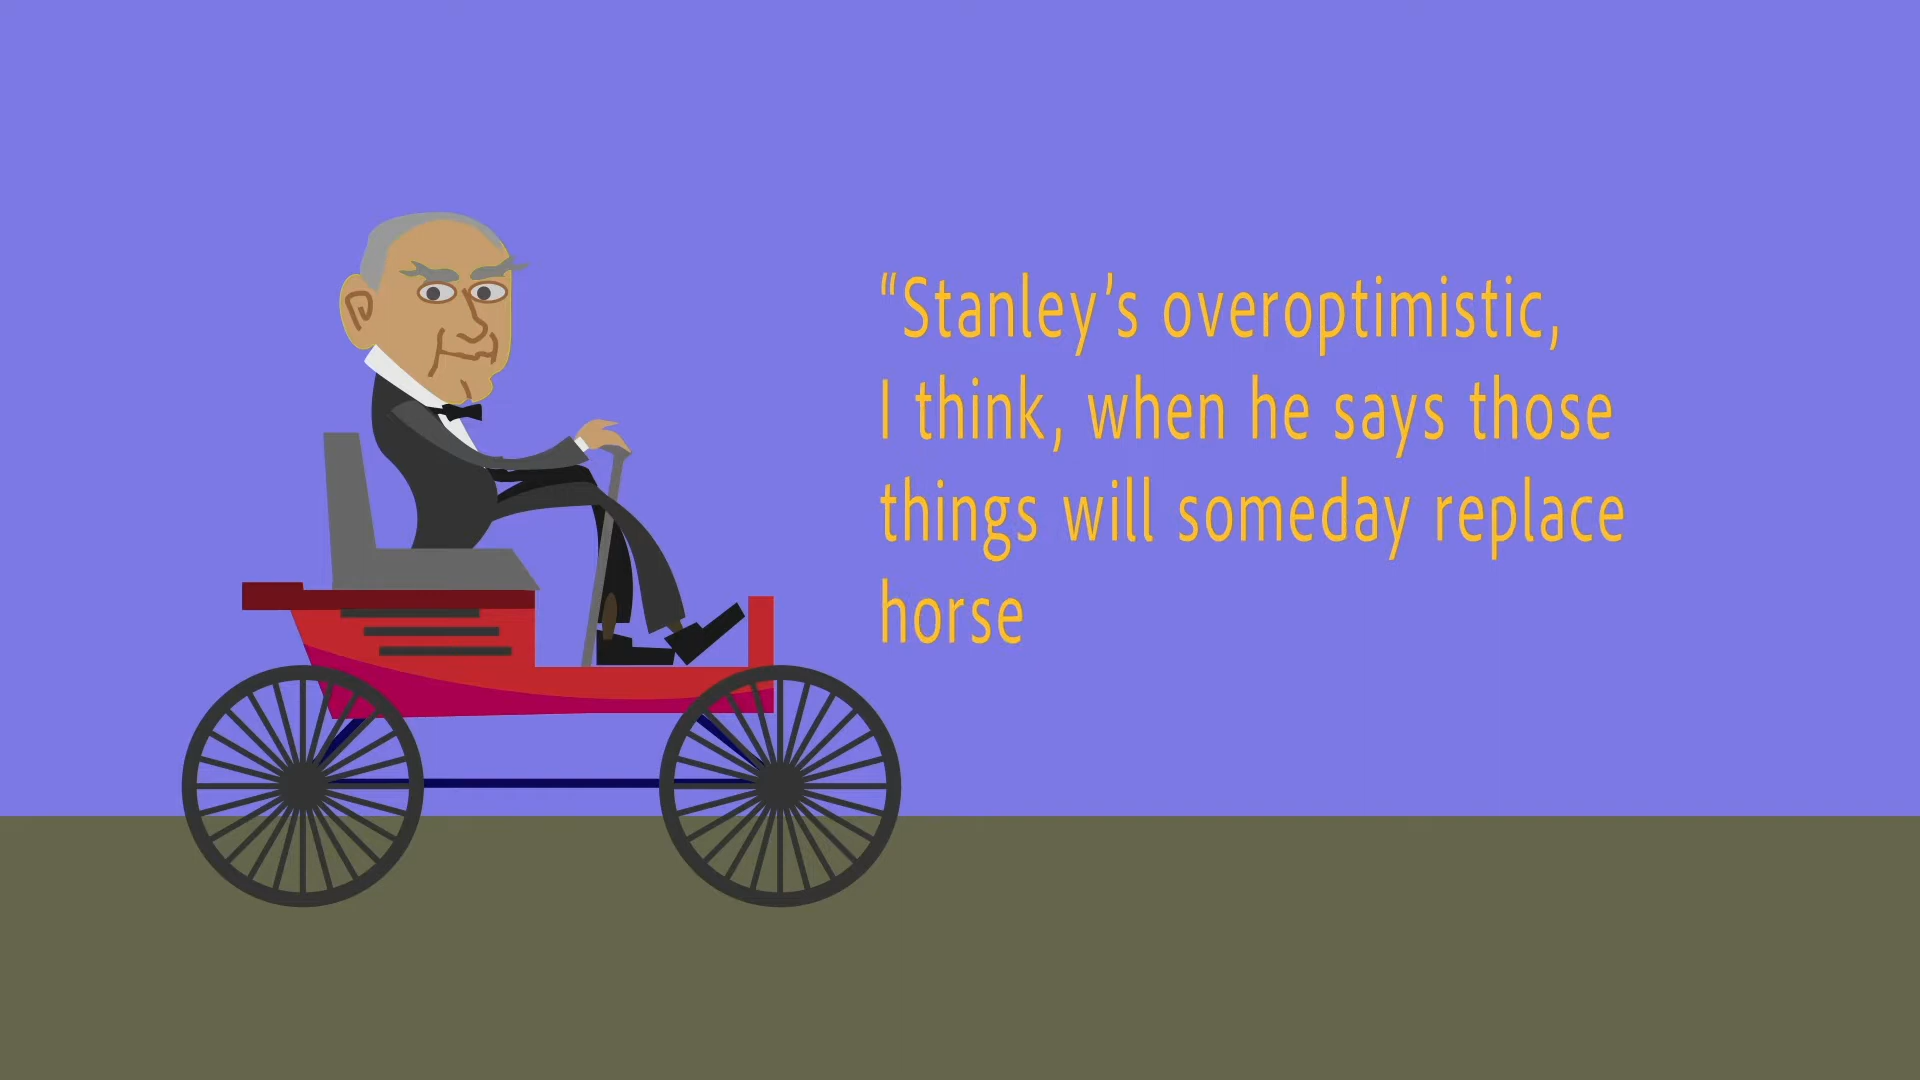 “Stanley’s overoptimistic,
I think, when he says those
things will someday replace
horse